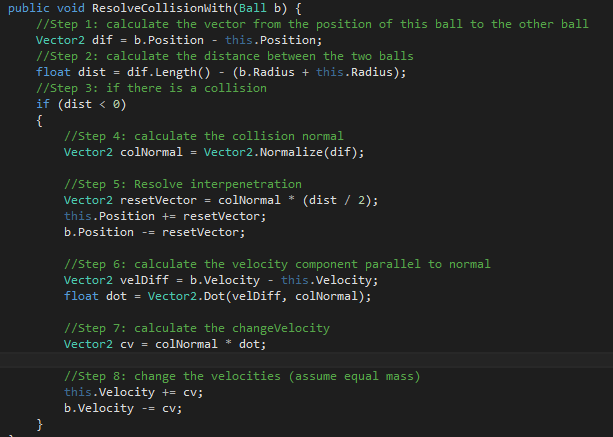 public void ResolveCollisionWith(Ball b) {
//Step 1: calculate the vector from the position of this ball to the other ball
Vector2 dif = b.Position - this.Position;
//Step 2: calculate the distance between the two balls
float dist = dif.Length() - (b.Radius + this.Radius);
//Step 3: if there is a collision
if (dist < 0)
{
//Step 4: calculate the collision normal
Vector2 colNormal = Vector2.Normalize(dif);
//Step 5: Resolve interpenetration
Vector2 resetVector = colNormal * (dist / 2);
this.Position += resetVector;
b.Position -= resetVector;
//Step 6: calculate the velocity component parallel to normal
Vector2 velDiff = b.Velocity - this.Velocity;
float dot = Vector2.Dot(velDiff, colNormal);
//Step 7: calculate the changeVelocity
Vector2 cv = colNormal * dot;
//Step 8: change the velocities (assume equal mass)
this.Velocity += cv;
b.Velocity -= cv;
}